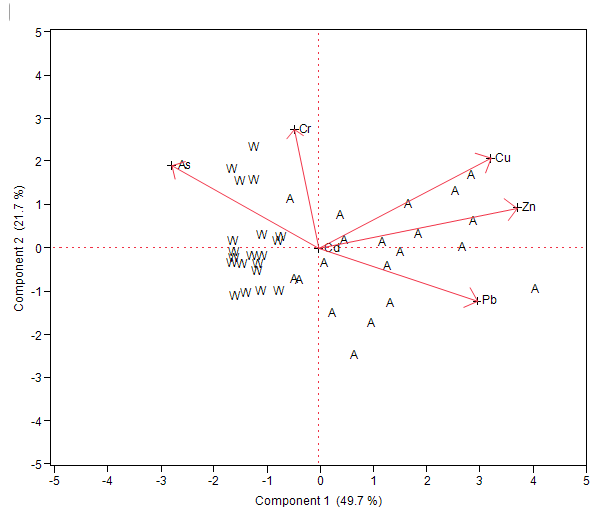 5
4
3
Cr
W
Cu
2
As
W
A
W W
A
A
1
A
Zn
A
A
W A
W W W A A
0
Cd
A
W A
W W W
W W W W A A
W
A A
-1
W W W W A
A
A
A
-2
A
-3
-4
-5
Pb
-5 -4 -3 -2 -1 0 1 2 3 4 5
Component 1 (49.7 %)
Component 2 (21.7 %)